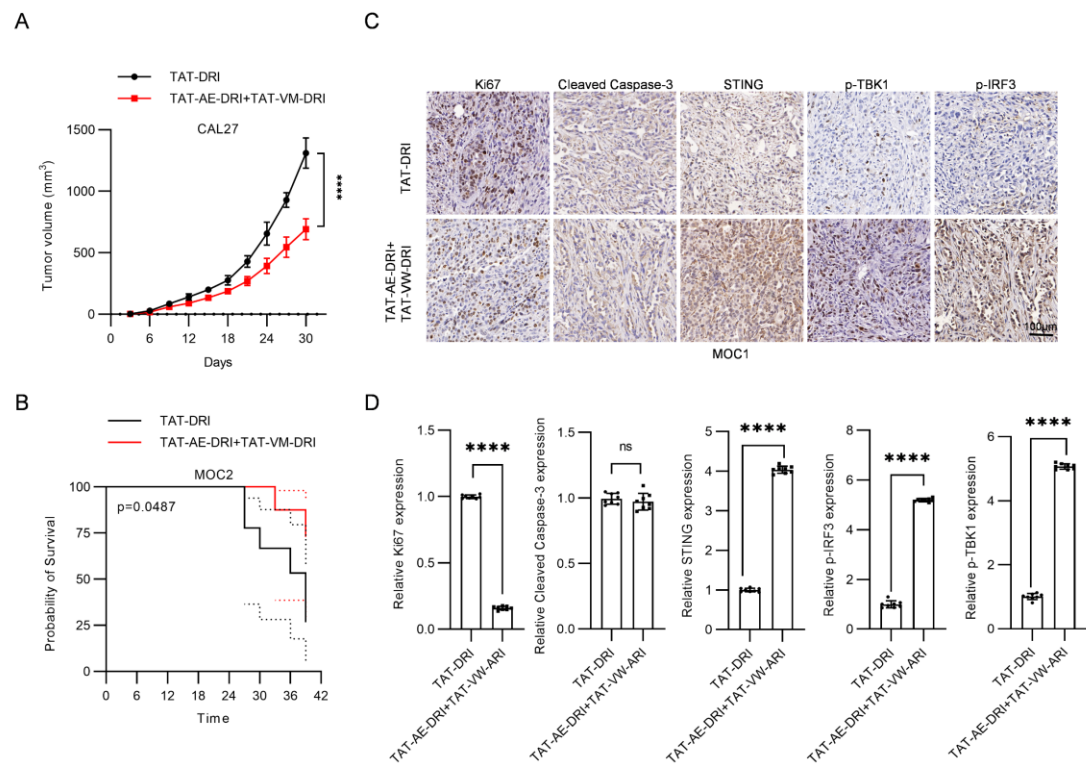 A
TAT-DRI
TAT-AE-DRI+TAT-VM-DRI
CAL27
Tumor volume (mm³)
1500
1000
500
0
0 6 12 18 24 30
Days
****
B
TAT-DRI
TAT-AE-DRI+TAT-VM-DRI
MOC2
p=0.0487
Probability of Survival
100
75
50
25
0
0 6 12 18 24 30 36 42
Time
C
Ki67 Cleaved Caspase-3 STING p-TBK1 p-IRF3
TAT-DRI
TAT-AE-DRI+
TAT-VW-DRI
100μm
MOC1
D
Relative Ki67 expression
1.5
1.0
0.5
0.0
****
TAT-DRI
TAT-AE-DRI+TAT-VW-ARI
Relative Cleaved Caspase-3 expression
1.5
1.0
0.5
0.0
ns
TAT-DRI
TAT-AE-DRI+TAT-VW-ARI
Relative STING expression
5
4
3
2
1
0
****
TAT-DRI
TAT-AE-DRI+TAT-VW-ARI
Relative p-IRF3 expression
8
6
4
2
0
****
TAT-DRI
TAT-AE-DRI+TAT-VW-ARI
Relative p-TBK1 expression
6
4
2
0
****
TAT-DRI
TAT-AE-DRI+TAT-VW-ARI